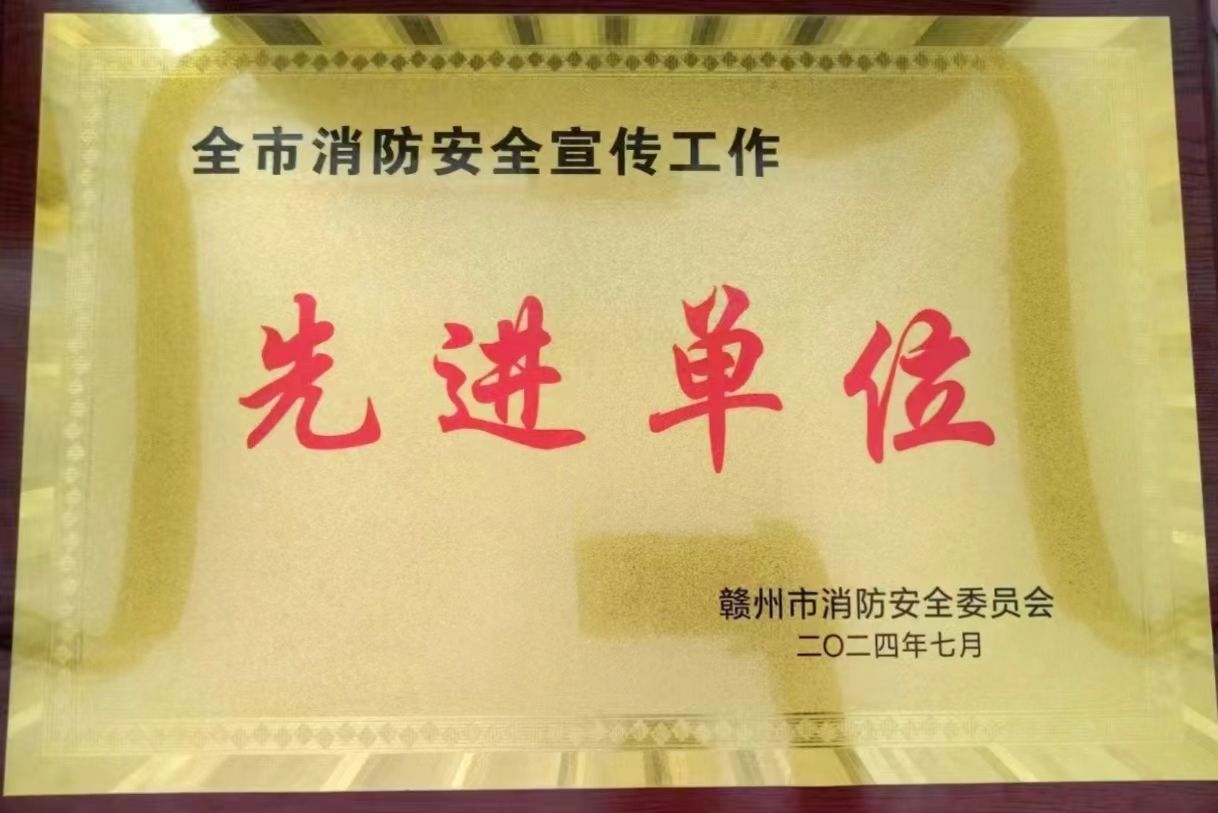 全市消防安全宣传工作
先进单位
赣州市消防安全委员会
二〇二四年七月